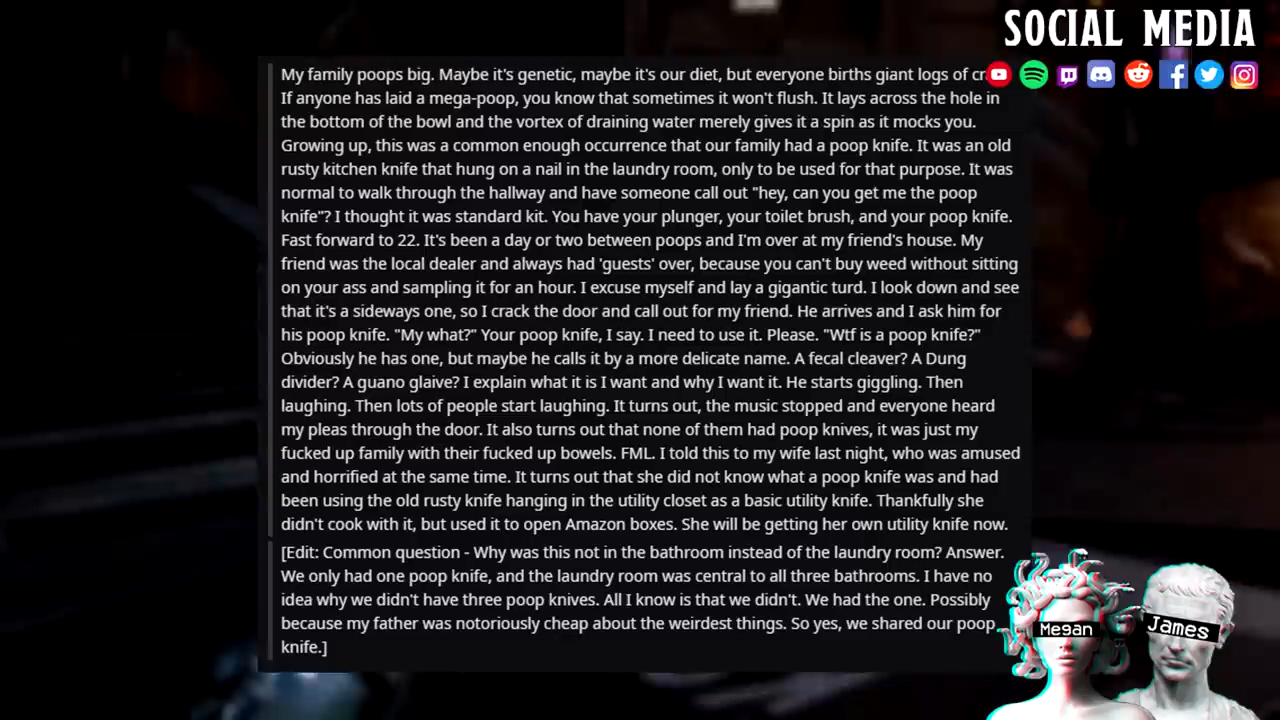 SOCIAL MEDIA
My family poops big. Maybe it's genetic, maybe it's our diet, but everyone births giant logs of
If anyone has laid a mega-poop, you know that sometimes it won't flush. It lays across the hole in
the bottom of the bowl and the vortex of draining water merely gives it a spin as it mocks you.
Growing up, this was a common enough occurrence that our family had a poop knife. It was an old
rusty kitchen knife that hung on a nail in the laundry room, only to be used for that purpose. It was
normal to walk through the hallway and have someone call out "hey, can you get me the poop
knife"? I thought it was standard kit. You have your plunger, your toilet brush, and your poop knife.
Fast forward to 22. It's been a day or two between poops and I'm over at my friend's house. My
friend was the local dealer and always had 'guests' over, because you can't buy weed without sitting
on your ass and sampling it for an hour. I excuse myself and lay a gigantic turd. I look down and see
that it's a sideways one, so I crack the door and call out for my friend. He arrives and I ask him for
his poop knife. "My what?" Your poop knife, I say. I need to use it. Please. "Wtf is a poop knife?"
Obviously he has one, but maybe he calls it by a more delicate name. A fecal cleaver? A Dung
divider? A guano glaive? I explain what it is I want and why I want it. He starts giggling. Then
laughing. Then lots of people start laughing. It turns out, the music stopped and everyone heard
my pleas through the door. It also turns out that none of them had poop knives, it was just my
fucked up family with their fucked up bowels. FML. I told this to my wife last night, who was amused
and horrified at the same time. It turns out that she did not know what a poop knife was and had
been using the old rusty knife hanging in the utility closet as a basic utility knife. Thankfully she
didn't cook with it, but used it to open Amazon boxes. She will be getting her own utility knife now.
[Edit: Common question - Why was this not in the bathroom instead of the laundry room? Answer.
We only had one poop knife, and the laundry room was central to all three bathrooms. I have no
idea why we didn't have three poop knives. All I know is that we didn't. We had the one. Possibly
because my father was notoriously cheap about the weirdest things. So yes, we shared our poop
knife.]
Megan
James